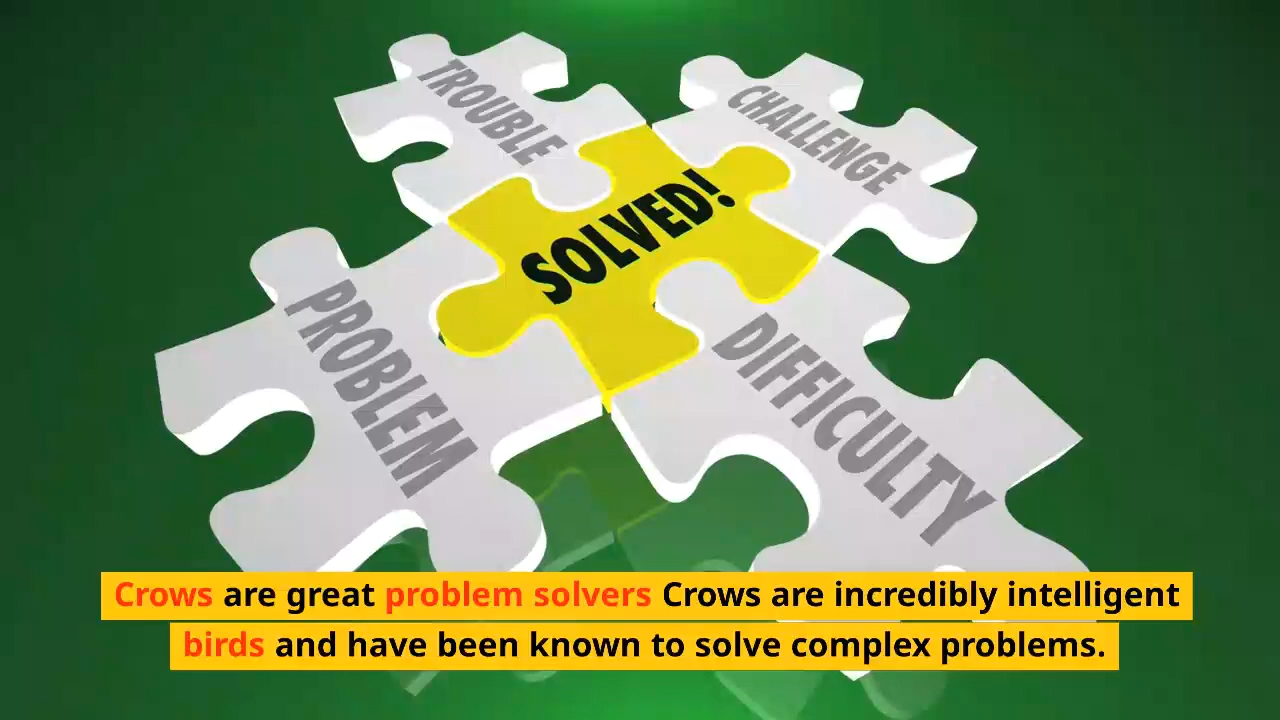 TROUBLE
CHALLENGE
SOLVED!
PROBLEM
DIFFICULTY
Crows are great problem solvers Crows are incredibly intelligent
birds and have been known to solve complex problems.